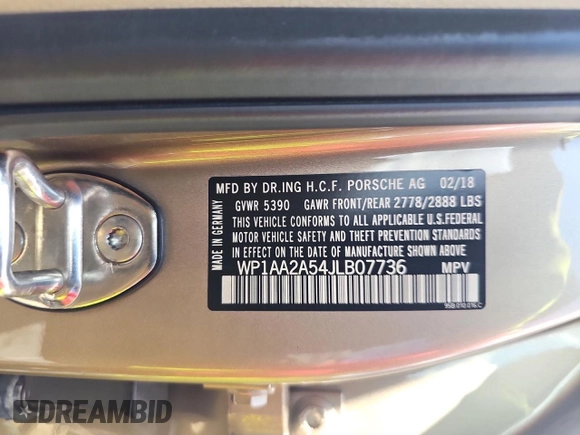 MFD BY DR.ING H.C.F. PORSCHE AG 02/18
GVWR 5390 GAWR FRONT/REAR 2778/2888 LBS
THIS VEHICLE CONFORMS TO ALL APPLICABLE U.S.FEDERAL
MOTOR VEHICLE SAFETY AND THEFT PREVENTION STANDARDS
IN EFFECT ON THE DATE OF MANUFACTURE SHOWN ABOVE.
WP1AA2A54JLB07736 MPV
MADE IN GERMANY
DREAMBID